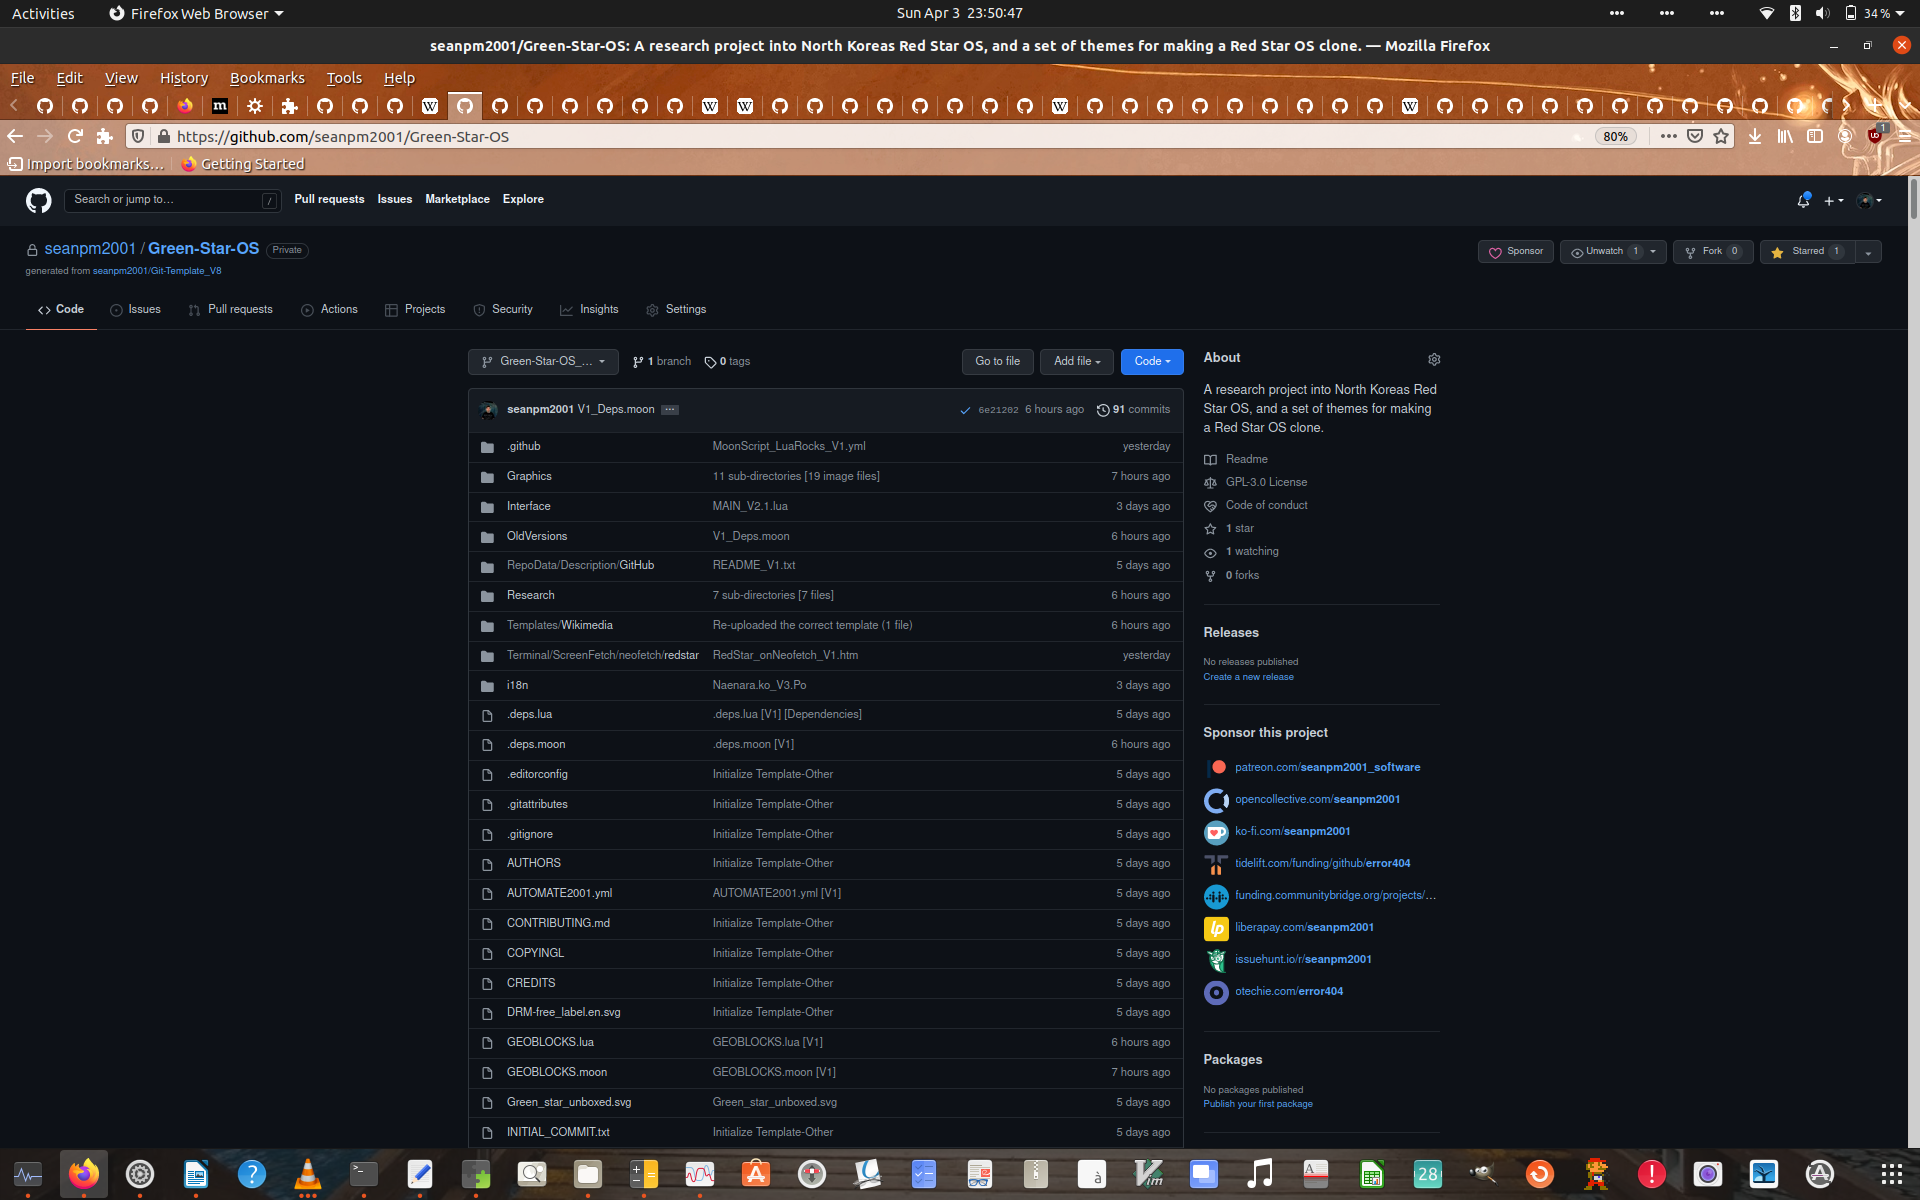 Activities Firefox Web Browser Sun Apr 3 23:50:47 34 %
seanpm2001/Green-Star-OS: A research project into North Koreas Red Star OS, and a set of themes for making a Red Star OS clone. — Mozilla Firefox
File Edit View History Bookmarks Tools Help
https://github.com/seanpm2001/Green-Star-OS 80% 1
Import bookmarks… Getting Started
Search or jump to… / Pull requests Issues Marketplace Explore
seanpm2001 / Green-Star-OS Private Sponsor Unwatch 1 Fork 0 Starred 1
generated from seanpm2001/Git-Template_V8
Code Issues Pull requests Actions Projects Security Insights Settings
Green-Star-OS_… 1 branch 0 tags Go to file Add file Code
seanpm2001 V1_Deps.moon … 6e21202 6 hours ago 91 commits
.github MoonScript_LuaRocks_V1.yml yesterday
Graphics 11 sub-directories [19 image files] 7 hours ago
Interface MAIN_V2.1.lua 3 days ago
OldVersions V1_Deps.moon 6 hours ago
RepoData/Description/GitHub README_V1.txt 5 days ago
Research 7 sub-directories [7 files] 6 hours ago
Templates/Wikimedia Re-uploaded the correct template (1 file) 6 hours ago
Terminal/ScreenFetch/neofetch/redstar RedStar_onNeofetch_V1.htm yesterday
i18n Naenara.ko_V3.Po 3 days ago
.deps.lua .deps.lua [V1] [Dependencies] 5 days ago
.deps.moon .deps.moon [V1] 6 hours ago
.editorconfig Initialize Template-Other 5 days ago
.gitattributes Initialize Template-Other 5 days ago
.gitignore Initialize Template-Other 5 days ago
AUTHORS Initialize Template-Other 5 days ago
AUTOMATE2001.yml AUTOMATE2001.yml [V1] 5 days ago
CONTRIBUTING.md Initialize Template-Other 5 days ago
COPYINGL Initialize Template-Other 5 days ago
CREDITS Initialize Template-Other 5 days ago
DRM-free_label.en.svg Initialize Template-Other 5 days ago
GEOBLOCKS.lua GEOBLOCKS.lua [V1] 6 hours ago
GEOBLOCKS.moon GEOBLOCKS.moon [V1] 7 hours ago
Green_star_unboxed.svg Green_star_unboxed.svg 5 days ago
INITIAL_COMMIT.txt Initialize Template-Other 5 days ago
About
A research project into North Koreas Red
Star OS, and a set of themes for making
a Red Star OS clone.
Readme
GPL-3.0 License
Code of conduct
1 star
1 watching
0 forks
Releases
No releases published
Create a new release
Sponsor this project
patreon.com/seanpm2001_software
opencollective.com/seanpm2001
ko-fi.com/seanpm2001
tidelift.com/funding/github/error404
funding.communitybridge.org/projects/…
liberapay.com/seanpm2001
issuehunt.io/r/seanpm2001
otechie.com/error404
Packages
No packages published
Publish your first package
28